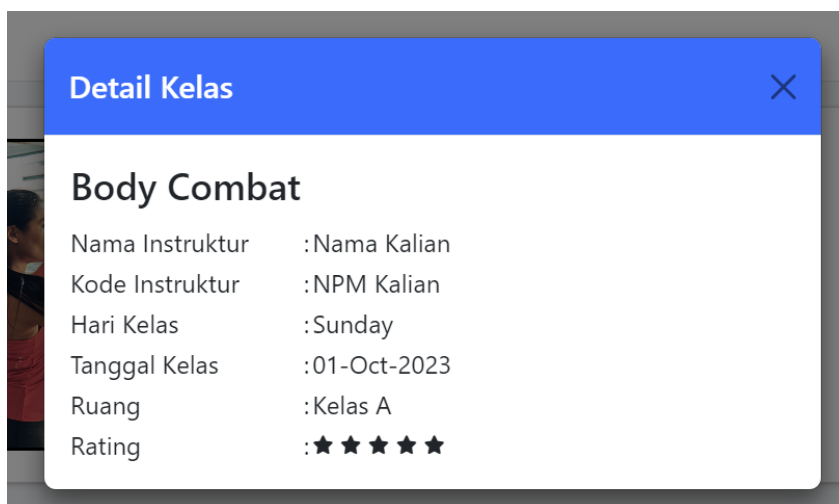 Detail Kelas
Body Combat
Nama Instruktur :Nama Kalian
Kode Instruktur :NPM Kalian
Hari Kelas :Sunday
Tanggal Kelas :01-Oct-2023
Ruang :Kelas A
Rating :★ ★ ★ ★ ★